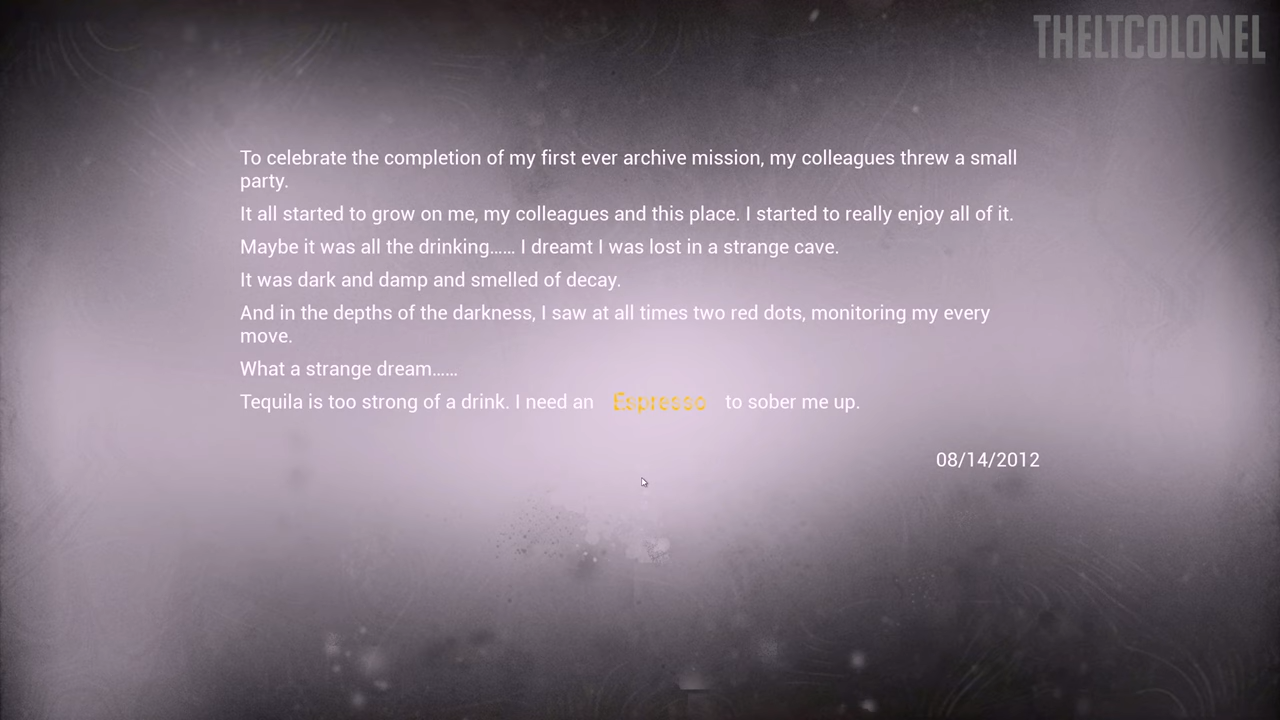 THELTCOLONEL
To celebrate the completion of my first ever archive mission, my colleagues threw a small
party.
It all started to grow on me, my colleagues and this place. I started to really enjoy all of it.
Maybe it was all the drinking...... I dreamt I was lost in a strange cave.
It was dark and damp and smelled of decay.
And in the depths of the darkness, I saw at all times two red dots, monitoring my every
move.
What a strange dream......
Tequila is too strong of a drink. I need an Espresso to sober me up.
08/14/2012